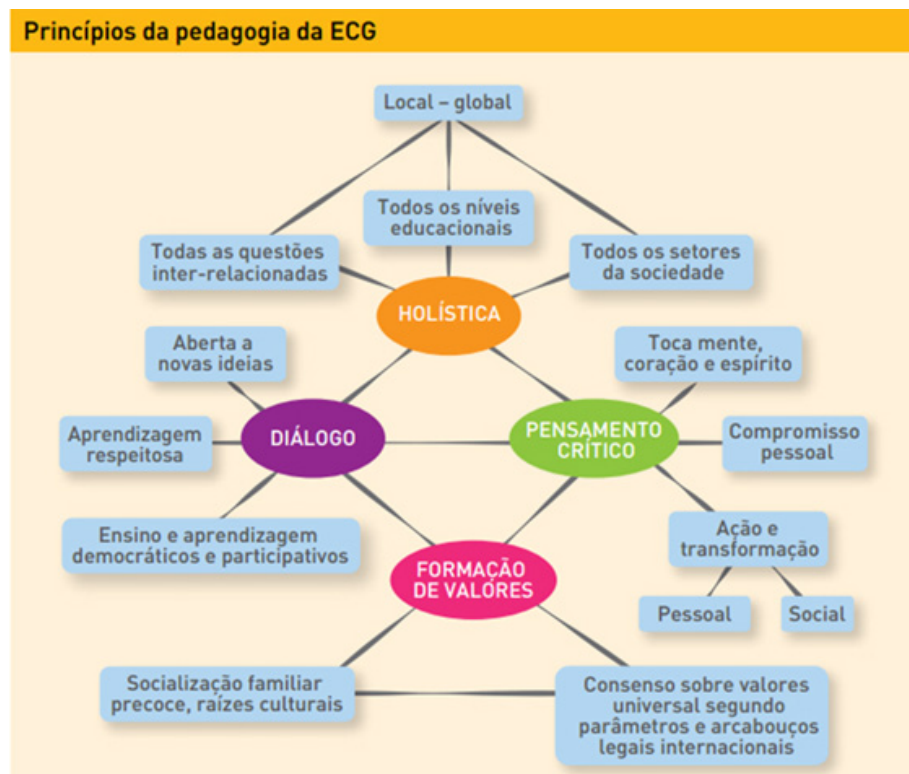 Princípios da pedagogia da ECG
Local – global
Todos os níveis
educacionais
Todas as questões
inter-relacionadas
Todos os setores
da sociedade
HOLÍSTICA
Aberta a
novas ideias
Toca mente,
coração e espírito
Aprendizagem
respeitosa
DIÁLOGO
PENSAMENTO
CRÍTICO
Compromisso
pessoal
Ensino e aprendizagem
democráticos e participativos
Ação e
transformação
FORMAÇÃO
DE VALORES
Pessoal
Social
Socialização familiar
precoce, raízes culturais
Consenso sobre valores
universal segundo
parâmetros e arcabouços
legais internacionais